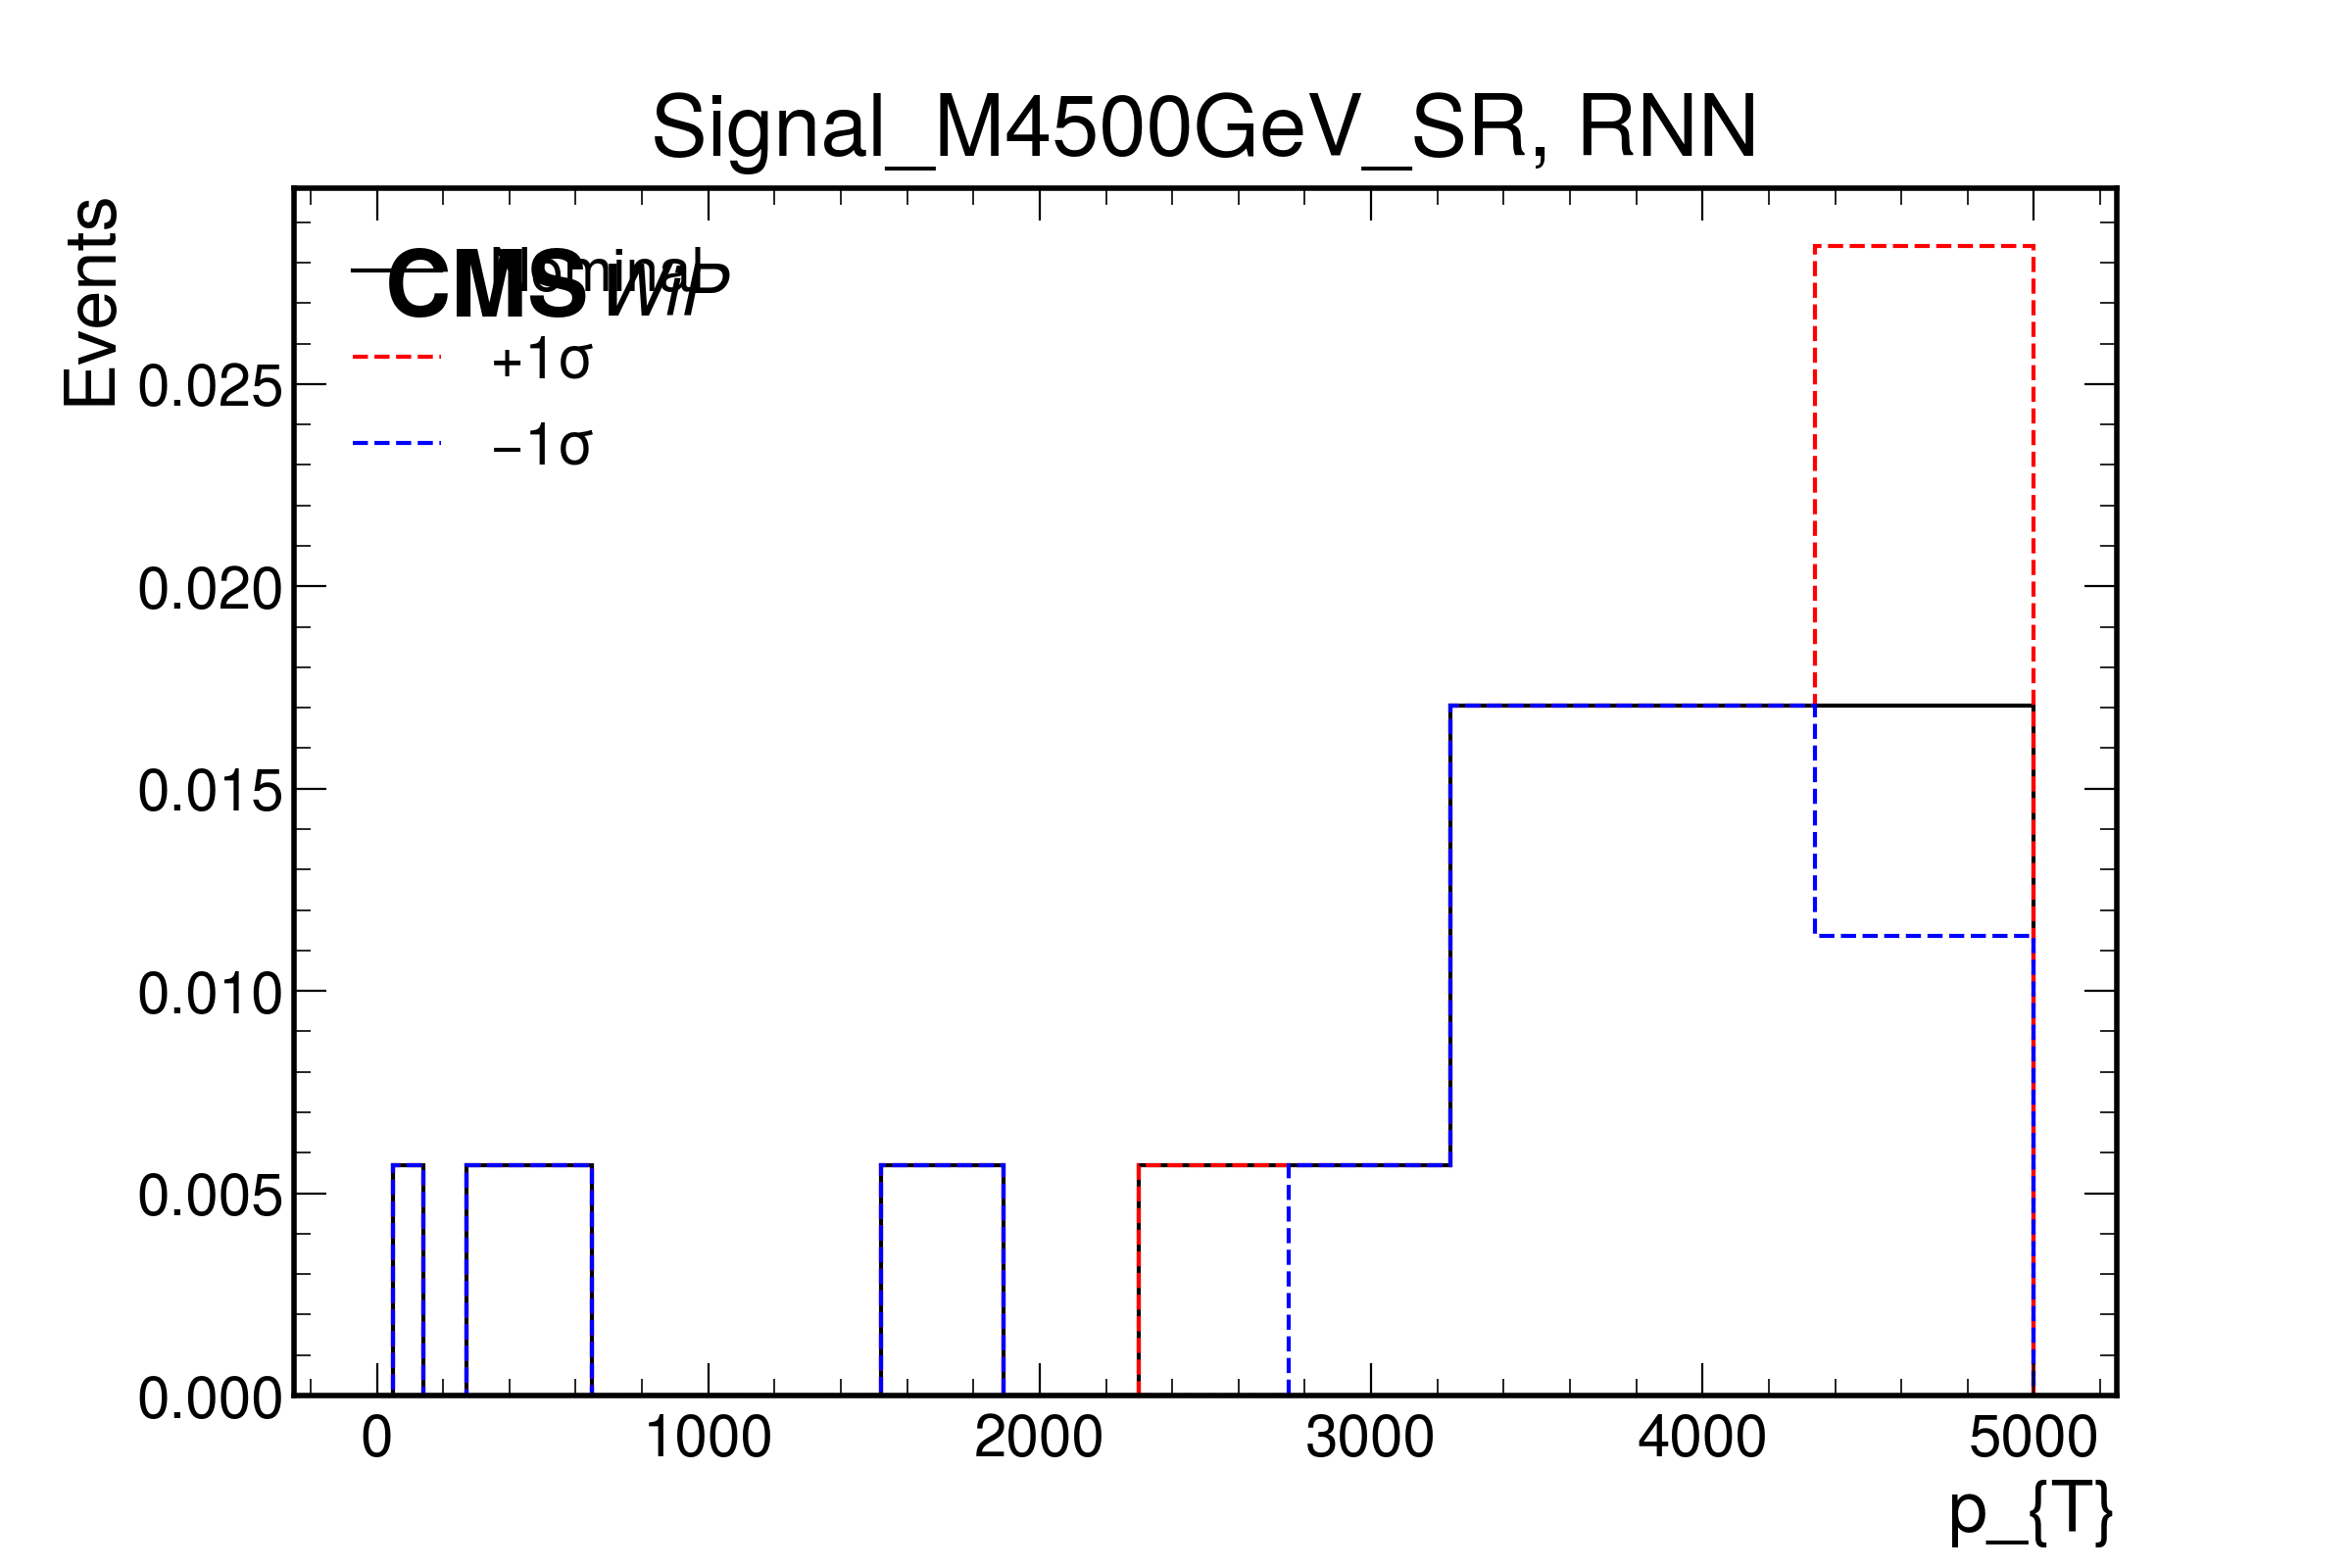 Signal_M4500GeV_SR, RNN
Events
CMS WiP
Nominal
+1σ
−1σ
0.025
0.020
0.015
0.010
0.005
0.000
0 1000 2000 3000 4000 5000
p_{T}